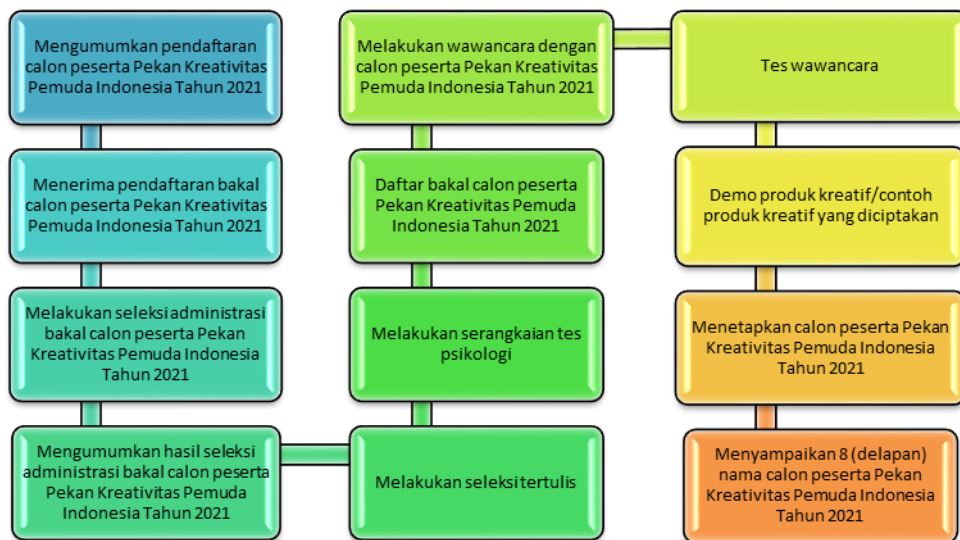 Mengumumkan pendaftaran
calon peserta Pekan Kreativitas
Pemuda Indonesia Tahun 2021
Menerima pendaftaran bakal
calon peserta Pekan Kreativitas
Pemuda Indonesia Tahun 2021
Melakukan seleksi administrasi
bakal calon peserta Pekan
Kreativitas Pemuda Indonesia
Tahun 2021
Mengumumkan hasil seleksi
administrasi bakal calon peserta
Pekan Kreativitas Pemuda
Indonesia Tahun 2021
Melakukan seleksi tertulis
Melakukan serangkaian tes
psikologi
Daftar bakal calon peserta
Pekan Kreativitas Pemuda
Indonesia Tahun 2021
Melakukan wawancara dengan
calon peserta Pekan Kreativitas
Pemuda Indonesia Tahun 2021
Tes wawancara
Demo produk kreatif/contoh
produk kreatif yang diciptakan
Menetapkan calon peserta Pekan
Kreativitas Pemuda Indonesia
Tahun 2021
Menyampaikan 8 (delapan)
nama calon peserta Pekan
Kreativitas Pemuda Indonesia
Tahun 2021